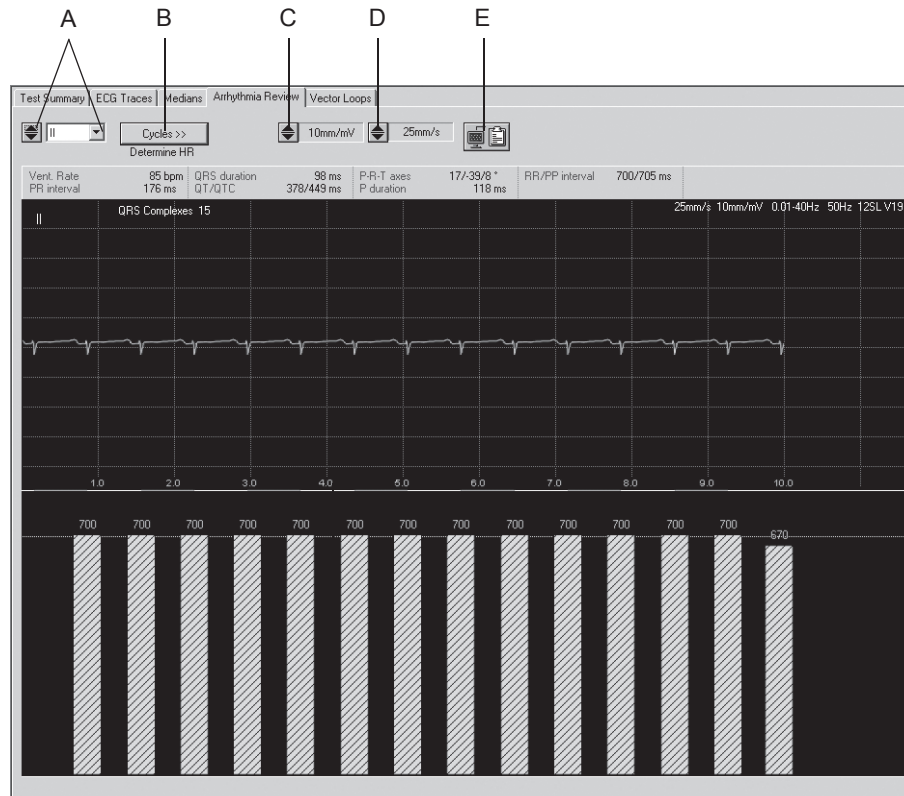 A B C D E
Test Summary ECG Traces Medians Arrhythmia Review Vector Loops
II Cycles >> 10mm/mV 25mm/s
Determine HR
Vent. Rate 85 bpm QRS duration 98 ms P-R-T axes 17/-39/8 ° RR/PP interval 700/705 ms
PR interval 176 ms QT/QTC 378/449 ms P duration 118 ms
II QRS Complexes 15 25mm/s 10mm/mV 0.01-40Hz 50Hz 12SL V19
1.0 2.0 3.0 4.0 5.0 6.0 7.0 8.0 9.0 10.0
700 700 700 700 700 700 700 700 700 700 700 700 700 670